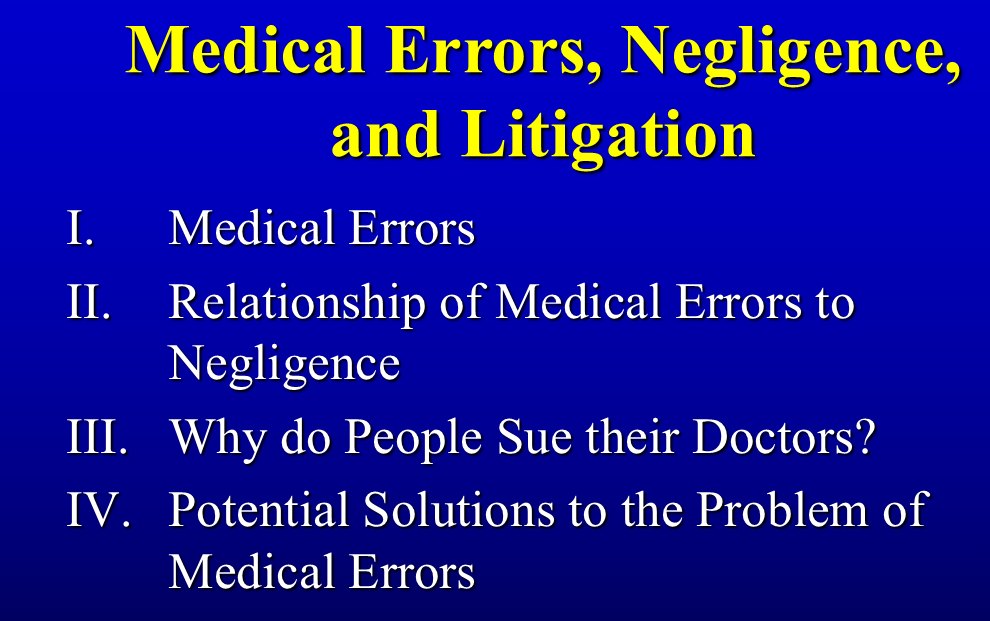 Medical Errors, Negligence,
and Litigation
I. Medical Errors
II. Relationship of Medical Errors to
Negligence
III. Why do People Sue their Doctors?
IV. Potential Solutions to the Problem of
Medical Errors